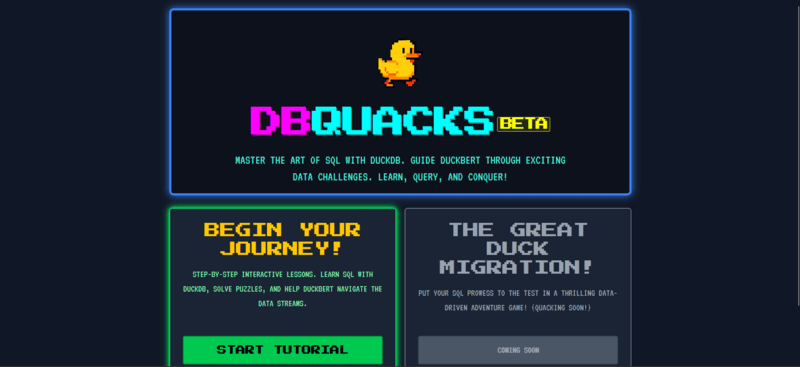 DBQUACKS BETA
MASTER THE ART OF SQL WITH DUCKDB. GUIDE DUCKBERT THROUGH EXCITING
DATA CHALLENGES. LEARN, QUERY, AND CONQUER!
BEGIN YOUR
JOURNEY!
STEP-BY-STEP INTERACTIVE LESSONS. LEARN SQL WITH
DUCKDB, SOLVE PUZZLES, AND HELP DUCKBERT NAVIGATE THE
DATA STREAMS.
START TUTORIAL
THE GREAT
DUCK
MIGRATION!
PUT YOUR SQL PROWESS TO THE TEST IN A THRILLING DATA-
DRIVEN ADVENTURE GAME! (QUACKING SOON!)
COMING SOON